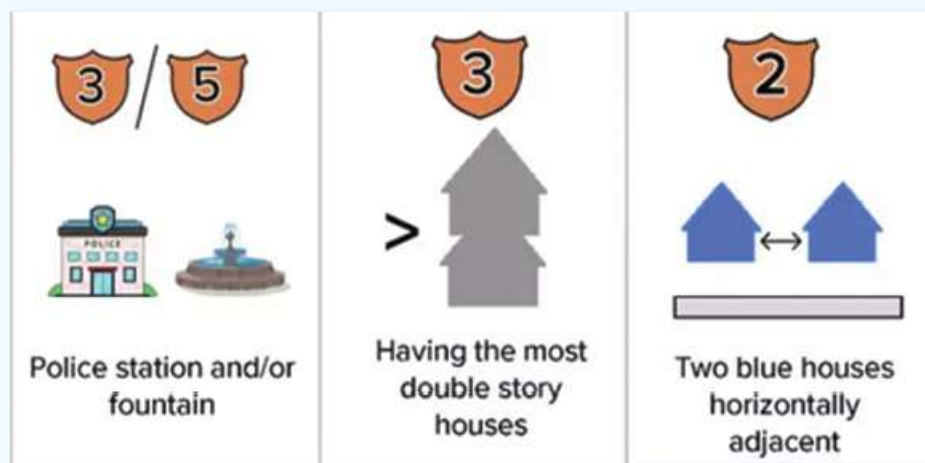 3 / 5
POLICE
Police station and/or
fountain
3
>
Having the most
double story
houses
2
Two blue houses
horizontally
adjacent